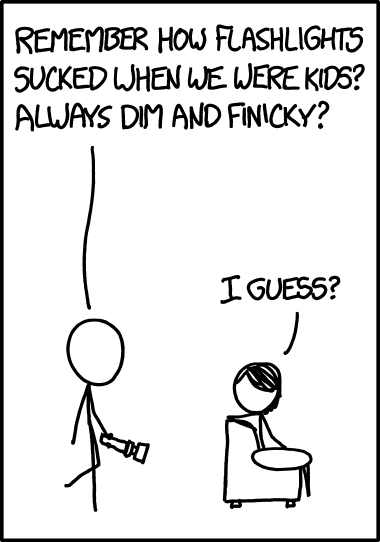 REMEMBER HOW FLASHLIGHTS
SUCKED WHEN WE WERE KIDS?
ALWAYS DIM AND FINICKY?
I GUESS?